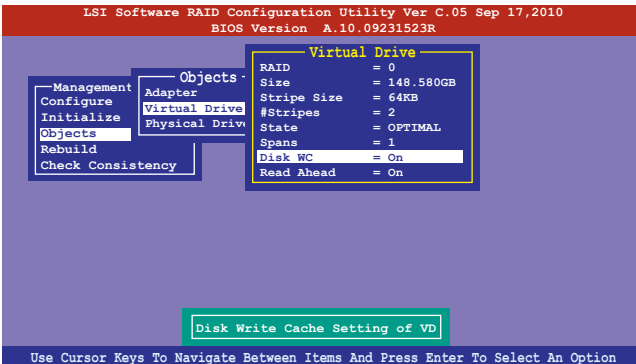 LSI Software RAID Configuration Utility Ver C.05 Sep 17,2010
BIOS Version A.10.09231523R
Management
Configure
Initialize
Objects
Rebuild
Check Consistency
Objects
Adapter
Virtual Drive
Physical Driv
Virtual Drive
RAID = 0
Size = 148.580GB
Stripe Size = 64KB
#Stripes = 2
State = OPTIMAL
Spans = 1
Disk WC = On
Read Ahead = On
Disk Write Cache Setting of VD
Use Cursor Keys To Navigate Between Items And Press Enter To Select An Option